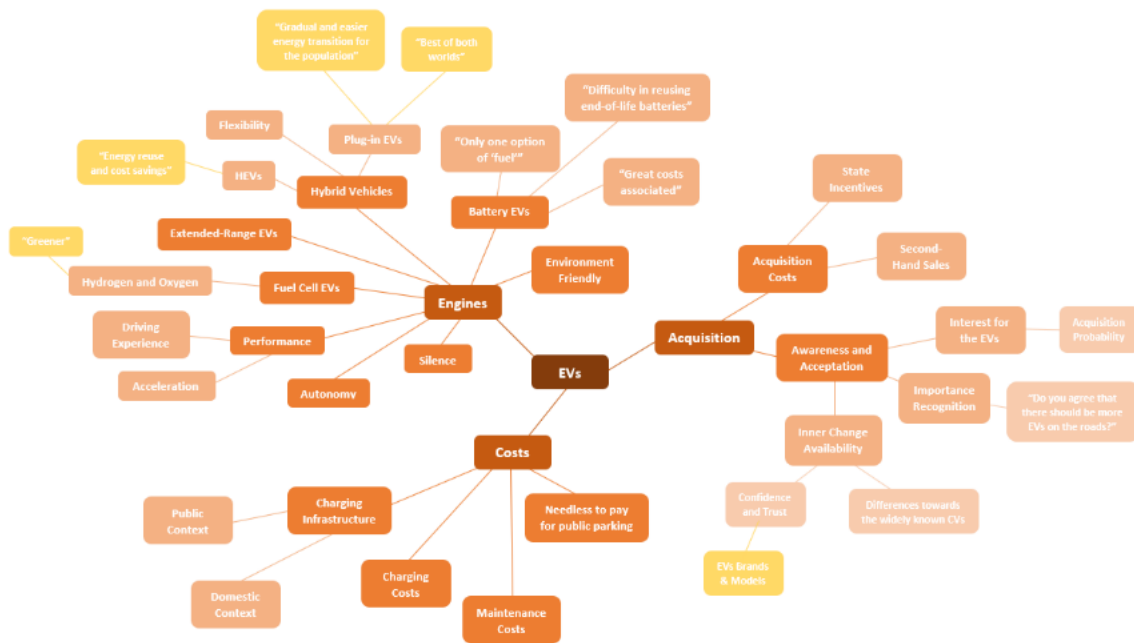 "Gradual and easier
energy transition for
the population"
"Best of both
worlds"
"Difficulty in reusing
end-of-life batteries"
Flexibility
Plug-in EVs
"Only one option
of 'fuel'"
"Energy reuse
and cost savings"
HEVs
Hybrid Vehicles
"Great costs
associated"
State
Incentives
Battery EVs
Extended-Range EVs
"Greener"
Hydrogen and Oxygen
Fuel Cell EVs
Environment
Friendly
Acquisition
Costs
Second-
Hand Sales
Engines
Driving
Experience
Performance
Silence
Acquisition
Interest for
the EVs
Acquisition
Probability
Acceleration
Autonomy
EVs
Awareness and
Acceptation
Importance
Recognition
"Do you agree that
there should be more
EVs on the roads?"
Inner Change
Availability
Costs
Public
Context
Charging
Infrastructure
Needless to pay
for public parking
Confidence
and Trust
Differences towards
the widely known CVs
Domestic
Context
Charging
Costs
Maintenance
Costs
EVs Brands
& Models